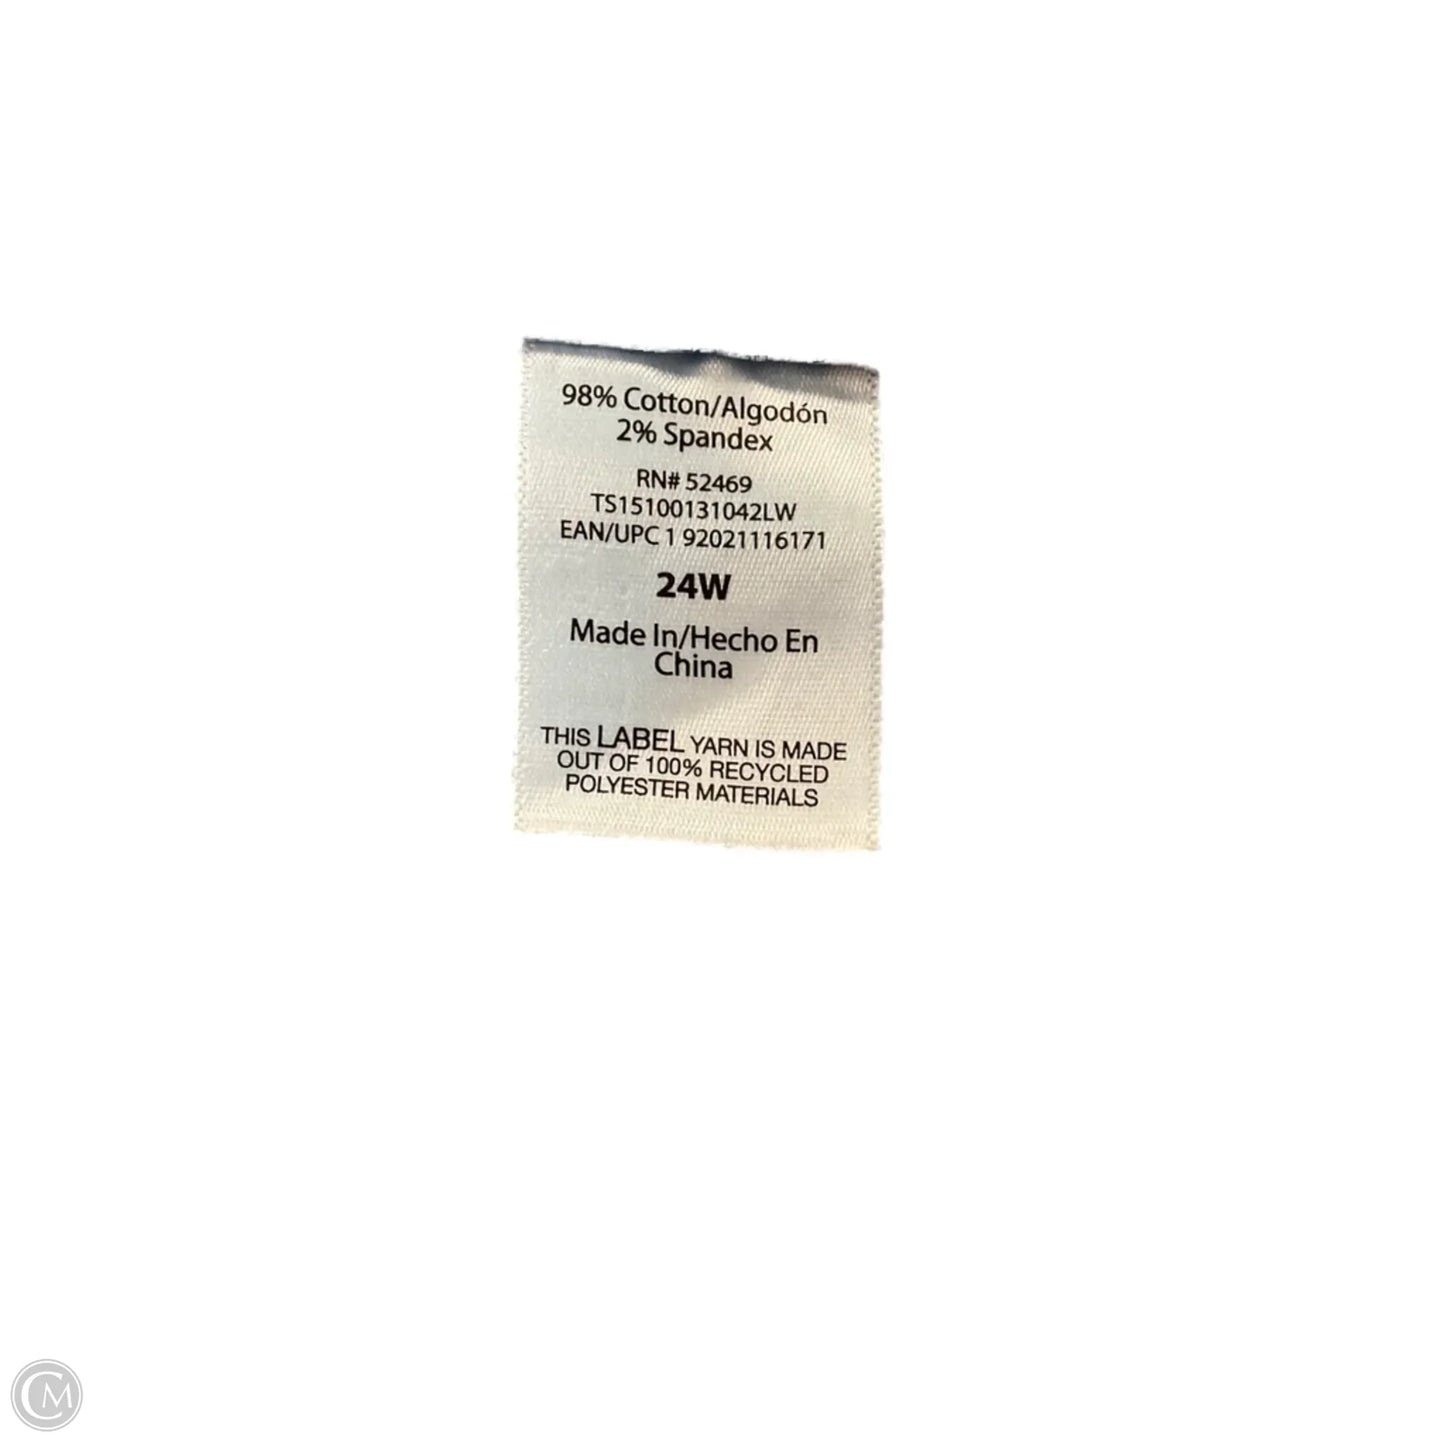 98% Cotton/Algodón
2% Spandex
RN# 52469
TS15100131042LW
EAN/UPC 1 92021116171
24W
Made In/Hecho En
China
THIS LABEL YARN IS MADE
OUT OF 100% RECYCLED
POLYESTER MATERIALS
CM